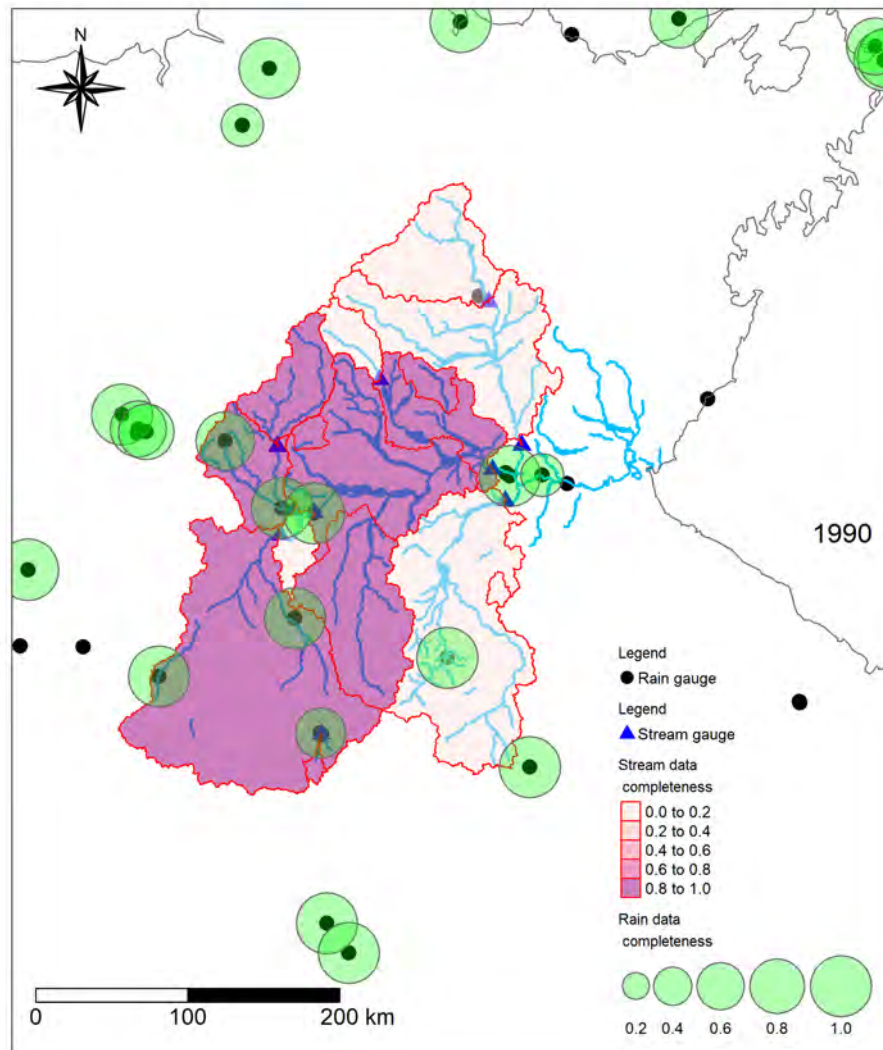 N
1990
Legend
Rain gauge
Legend
Stream gauge
Stream data
completeness
0.0 to 0.2
0.2 to 0.4
0.4 to 0.6
0.6 to 0.8
0.8 to 1.0
Rain data
completeness
0.2 0.4 0.6 0.8 1.0
0 100 200 km